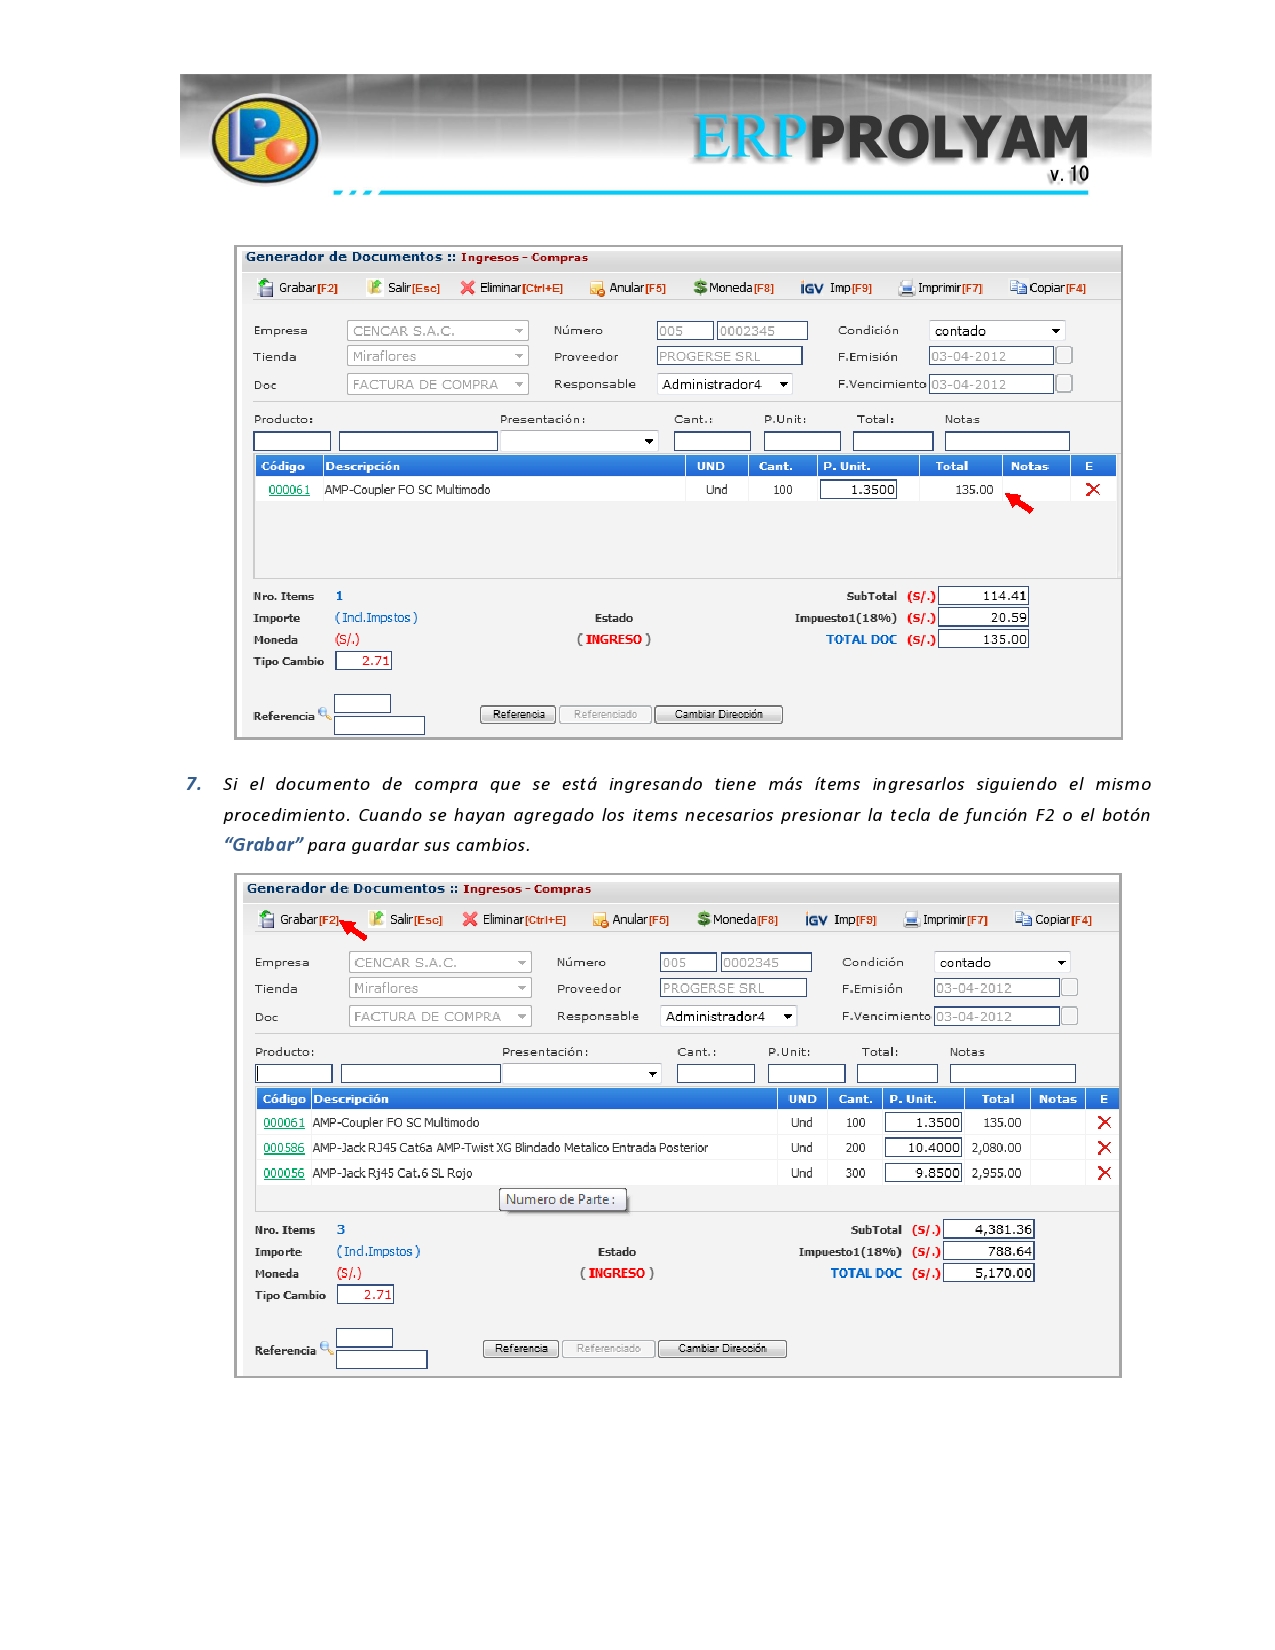 ERPPROLYAM
v. 10
Generador de Documentos :: Ingresos - Compras
Grabar[F2] Salir[Esc] Eliminar[Ctrl+E] Anular[F5] $Moneda[F8] IGV Imp[F9] Imprimir[F7] Copiar[F4]
Empresa CENCAR S.A.C. Número 005 0002345 Condición contado
Tienda Miraflores Proveedor PROGERSE SRL F.Emisión 03-04-2012
Doc FACTURA DE COMPRA Responsable Administrador4 F.Vencimiento 03-04-2012
Producto: Presentación: Cant.: P.Unit: Total: Notas
Código Descripción UND Cant. P. Unit. Total Notas E
000061 AMP-Coupler FO SC Multimodo Und 100 1.3500 135.00
Nro. Items 1 SubTotal (S/.) 114.41
Importe (Incl.Impstos) Estado Impuesto1(18%) (S/.) 20.59
Moneda (S/.) (INGRESO) TOTAL DOC (S/.) 135.00
Tipo Cambio 2.71
Referencia Referencia Referenciado Cambiar Dirección
7. Si el documento de compra que se está ingresando tiene más ítems ingresarlos siguiendo el mismo
procedimiento. Cuando se hayan agregado los items necesarios presionar la tecla de función F2 o el botón
“Grabar” para guardar sus cambios.
Generador de Documentos :: Ingresos - Compras
Grabar[F2] Salir[Esc] Eliminar[Ctrl+E] Anular[F5] $Moneda[F8] IGV Imp[F9] Imprimir[F7] Copiar[F4]
Empresa CENCAR S.A.C. Número 005 0002345 Condición contado
Tienda Miraflores Proveedor PROGERSE SRL F.Emisión 03-04-2012
Doc FACTURA DE COMPRA Responsable Administrador4 F.Vencimiento 03-04-2012
Producto: Presentación: Cant.: P.Unit: Total: Notas
Código Descripción UND Cant. P. Unit. Total Notas E
000061 AMP-Coupler FO SC Multimodo Und 100 1.3500 135.00
000586 AMP-Jack RJ45 Cat6a AMP-Twist XG Blindado Metalico Entrada Posterior Und 200 10.4000 2,080.00
000056 AMP-Jack Rj45 Cat.6 SL Rojo Und 300 9.8500 2,955.00
Numero de Parte :
Nro. Items 3 SubTotal (S/.) 4,381.36
Importe (Incl.Impstos) Estado Impuesto1(18%) (S/.) 788.64
Moneda (S/.) (INGRESO) TOTAL DOC (S/.) 5,170.00
Tipo Cambio 2.71
Referencia Referencia Referenciado Cambiar Dirección